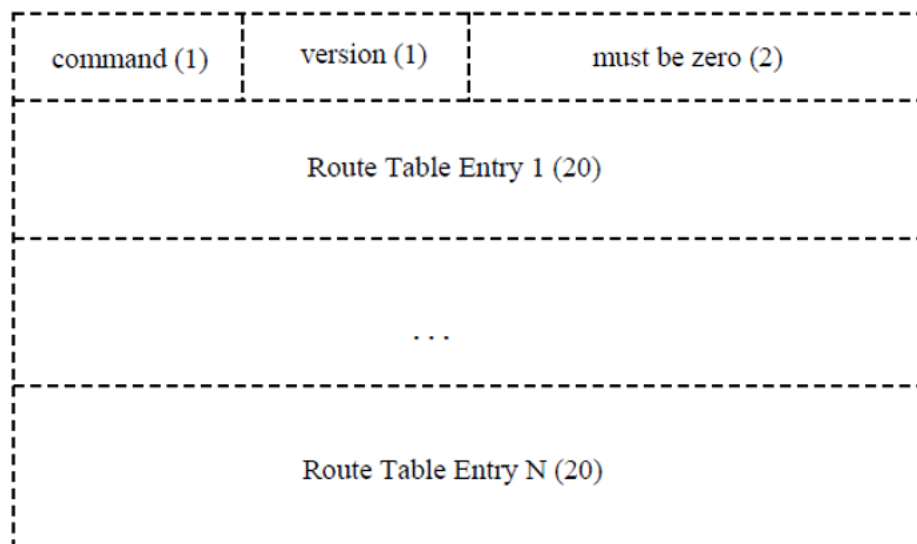 command (1) version (1) must be zero (2)
Route Table Entry 1 (20)
...
Route Table Entry N (20)